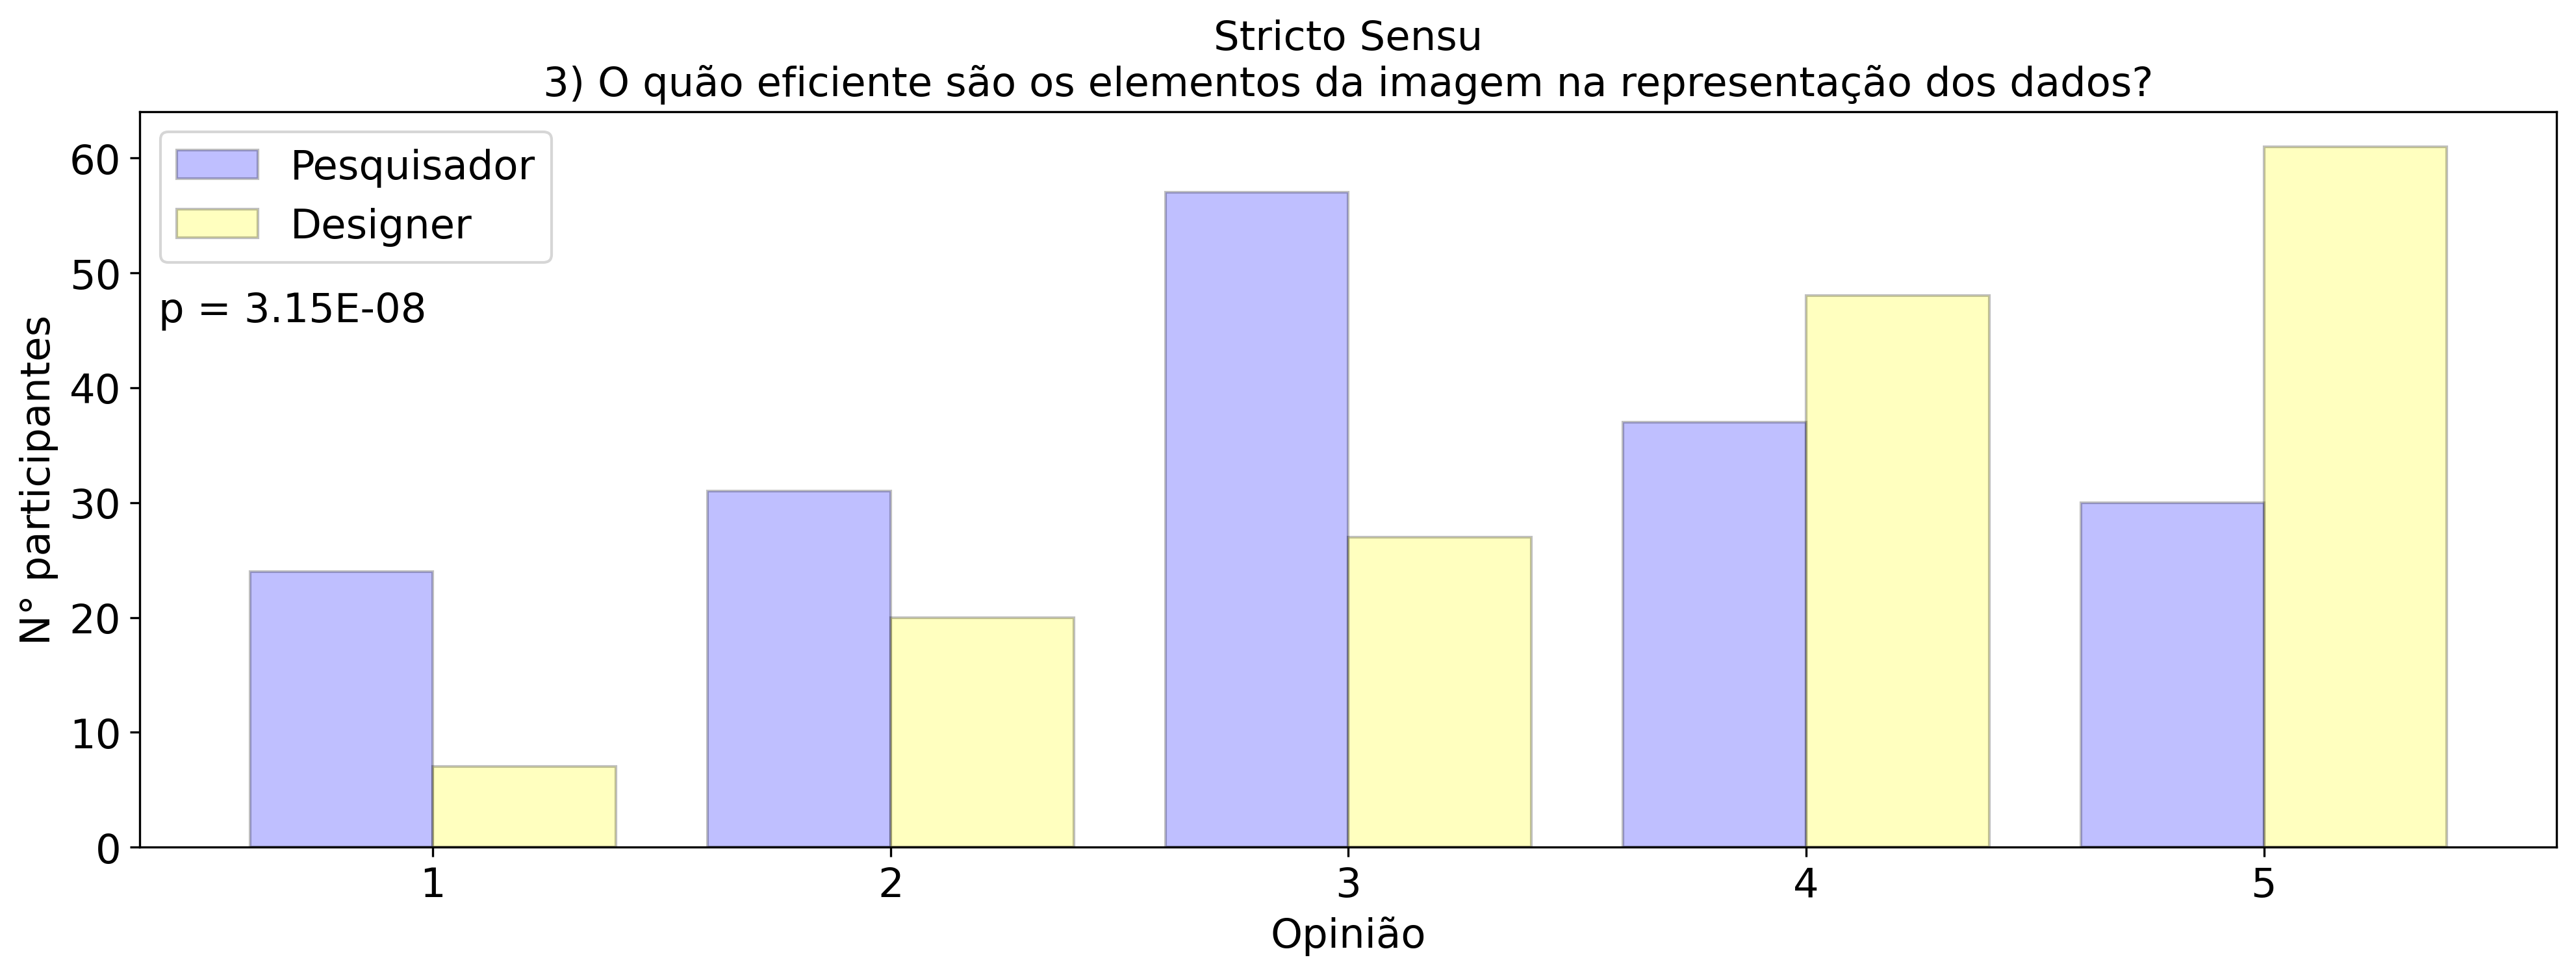 Stricto Sensu
3) O quão eficiente são os elementos da imagem na representação dos dados?
Pesquisador
Designer
p = 3.15E-08
N° participantes
60
50
40
30
20
10
0
1 2 3 4 5
Opinião